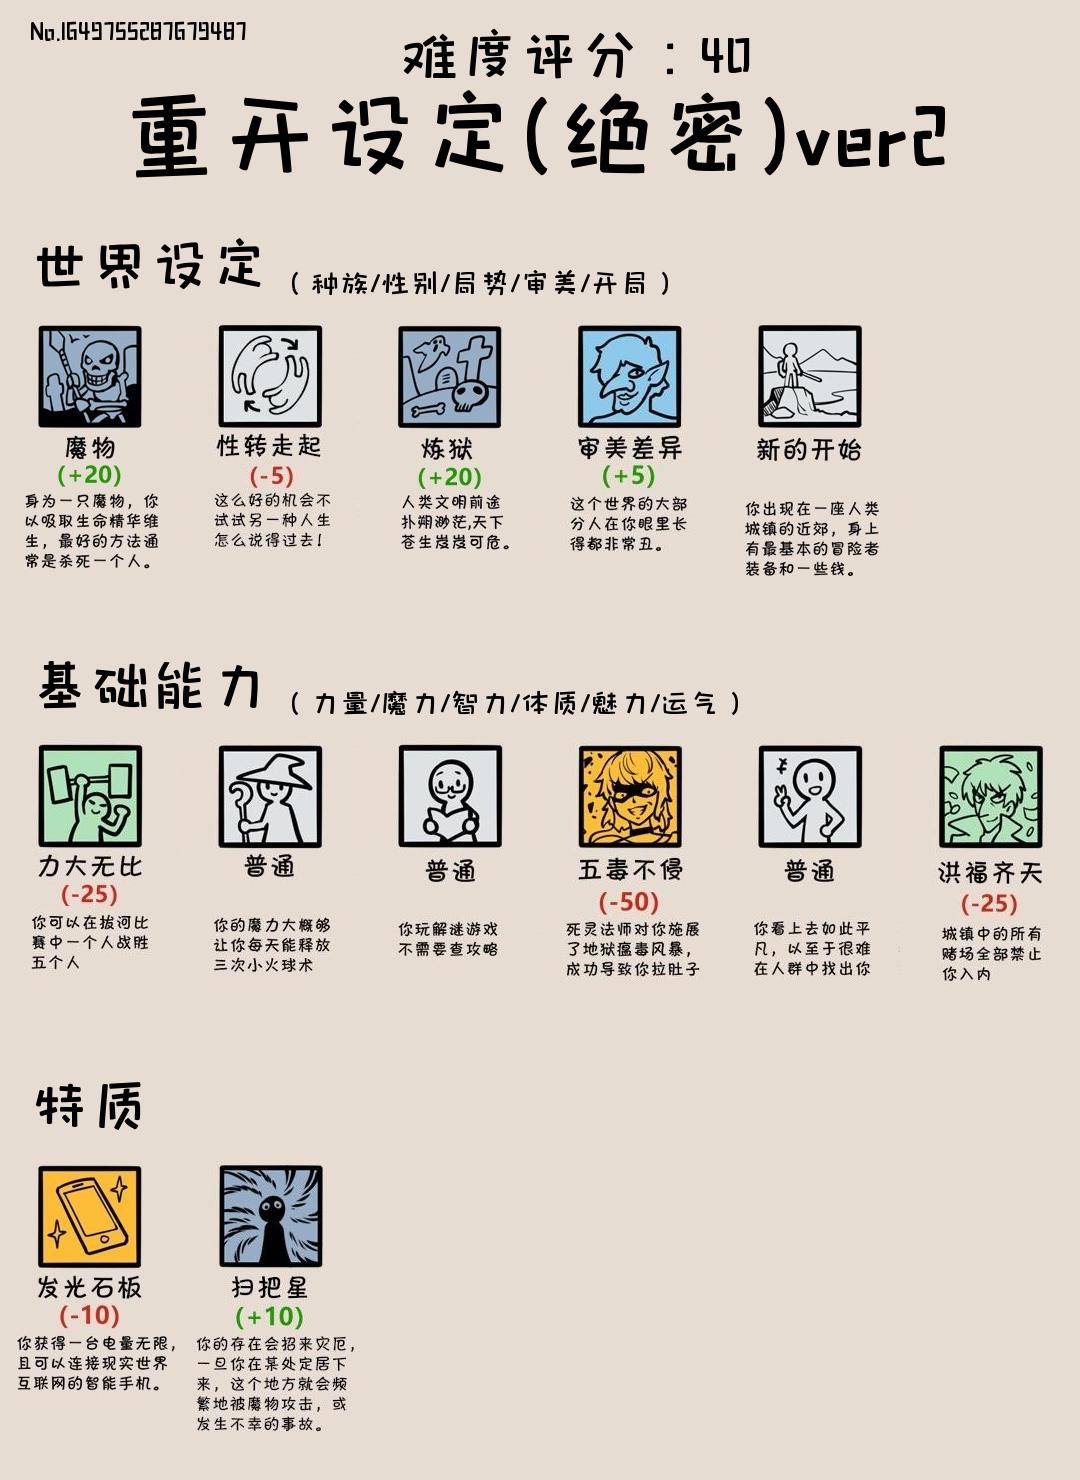 No.1649755287679487
难度评分：40
重开设定(绝密)ver2
世界设定
（种族/性别/局势/审美/开局）
魔物
(+20)
身为一只魔物，你
以吸取生命精华维
生，最好的方法通
常是杀死一个人。
性转走起
(-5)
这么好的机会不
试试另一种人生
怎么说得过去！
炼狱
(+20)
人类文明前途
扑朔渺茫,天下
苍生岌岌可危。
审美差异
(+5)
这个世界的大部
分人在你眼里长
得都非常丑。
新的开始
你出现在一座人类
城镇的近郊，身上
有最基本的冒险者
装备和一些钱。
基础能力
（力量/魔力/智力/体质/魅力/运气）
力大无比
(-25)
你可以在拔河比
赛中一个人战胜
五个人
普通
你的魔力大概够
让你每天能释放
三次小火球术
普通
你玩解谜游戏
不需要查攻略
五毒不侵
(-50)
死灵法师对你施展
了地狱瘟毒风暴，
成功导致你拉肚子
普通
你看上去如此平
凡，以至于很难
在人群中找出你
洪福齐天
(-25)
城镇中的所有
赌场全部禁止
你入内
特质
发光石板
(-10)
你获得一台电量无限，
且可以连接现实世界
互联网的智能手机。
扫把星
(+10)
你的存在会招来灾厄，
一旦你在某处定居下
来，这个地方就会频
繁地被魔物攻击，或
发生不幸的事故。